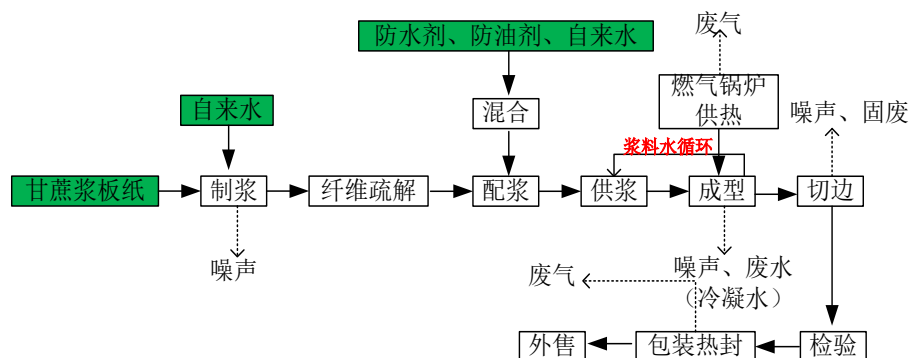 防水剂、防油剂、自来水
废气
自来水
混合
燃气锅炉
供热
噪声、固废
浆料水循环
甘蔗浆板纸
制浆
纤维疏解
配浆
供浆
成型
切边
噪声
噪声、废水
（冷凝水）
废气
外售
包装热封
检验